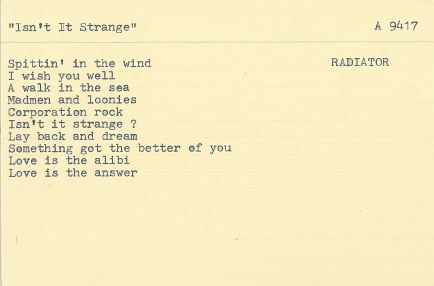 "Isn't It Strange" A 9417
Spittin' in the wind RADIATOR
I wish you well
A walk in the sea
Madmen and loonies
Corporation rock
Isn't it strange ?
Lay back and dream
Something got the better of you
Love is the alibi
Love is the answer